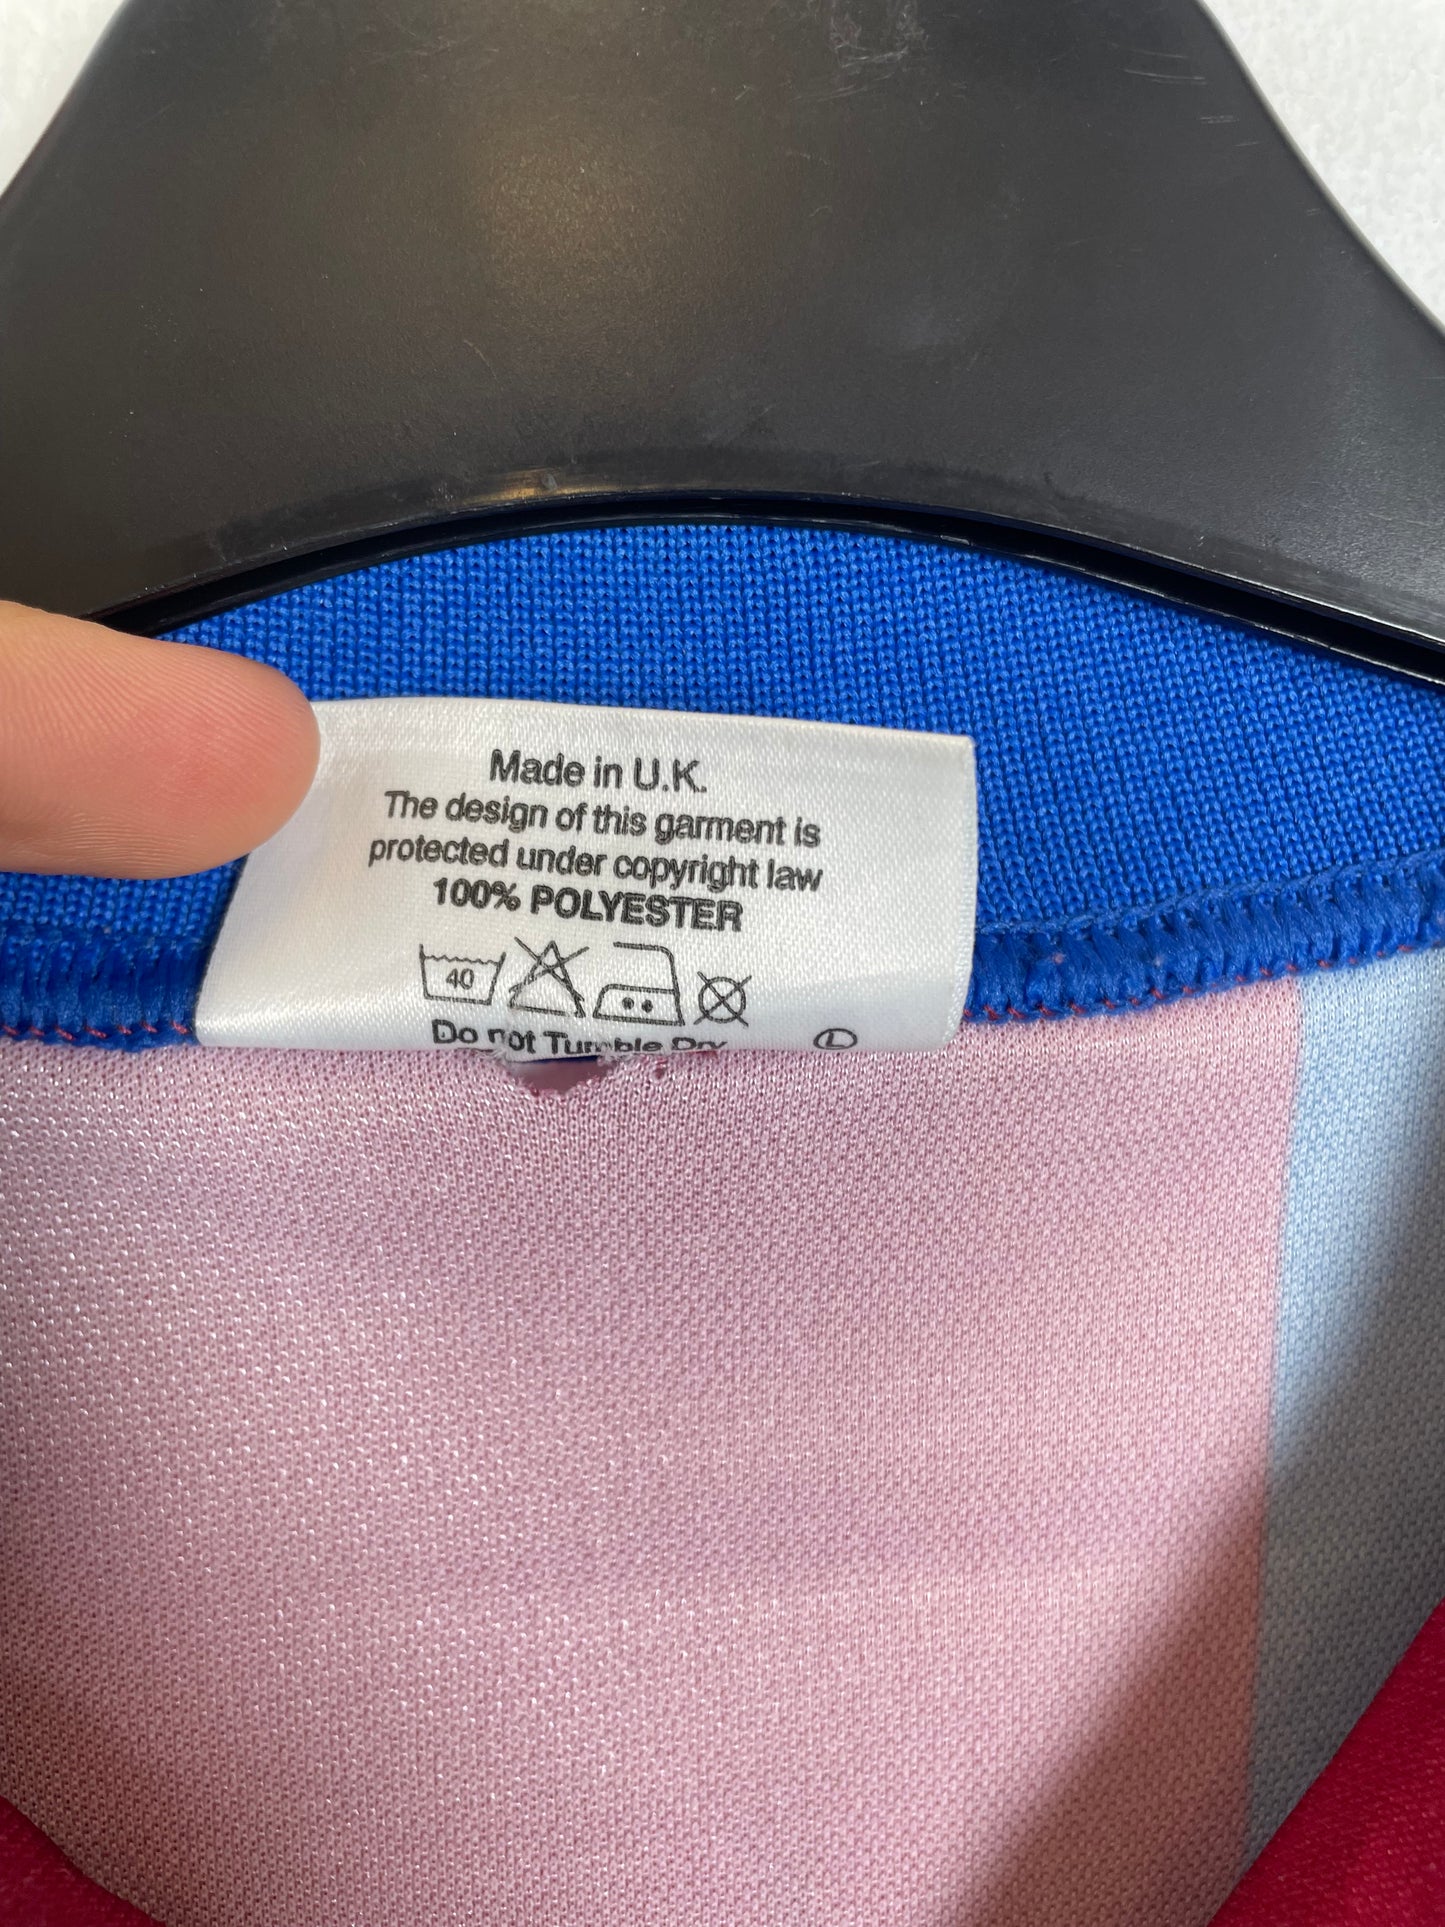 Made in U.K.
The design of this garment is
protected under copyright law
100% POLYESTER
40
Do not Tumble Dry
L